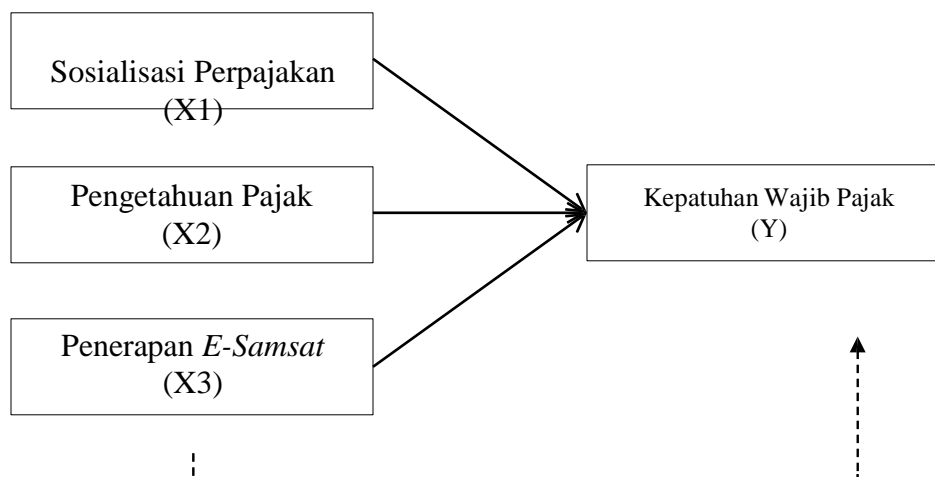 Sosialisasi Perpajakan
(X1)
Pengetahuan Pajak
(X2)
Kepatuhan Wajib Pajak
(Y)
Penerapan E-Samsat
(X3)